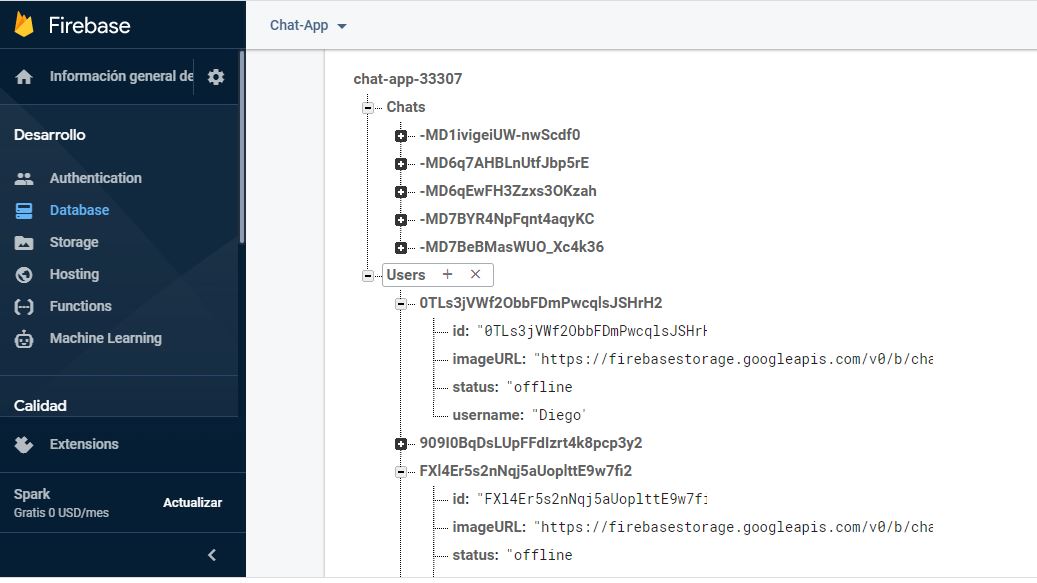 Firebase
Chat-App
Información general de
Desarrollo
Authentication
Database
Storage
Hosting
Functions
Machine Learning
Calidad
Extensions
Spark
Gratis 0 USD/mes
Actualizar
chat-app-33307
Chats
-MD1ivigeiUW-nwScdf0
-MD6q7AHBLnUtfJbp5rE
-MD6qEwFH3Zzxs3OKzah
-MD7BYR4NpFqnt4aqyKC
-MD7BeBMasWUO_Xc4k36
Users
0TLs3jVWf2ObbFDmPwcqlsJSHrH2
id: "0TLs3jVWf2ObbFDmPwcqlsJSHrH
imageURL: "https://firebasestorage.googleapis.com/v0/b/cha
status: "offline
username: "Diego'
909I0BqDsLUpFFdIzrt4k8pcp3y2
FXl4Er5s2nNqj5aUoplttE9w7fi2
id: "FXl4Er5s2nNqj5aUoplttE9w7fi
imageURL: "https://firebasestorage.googleapis.com/v0/b/cha
status: "offline